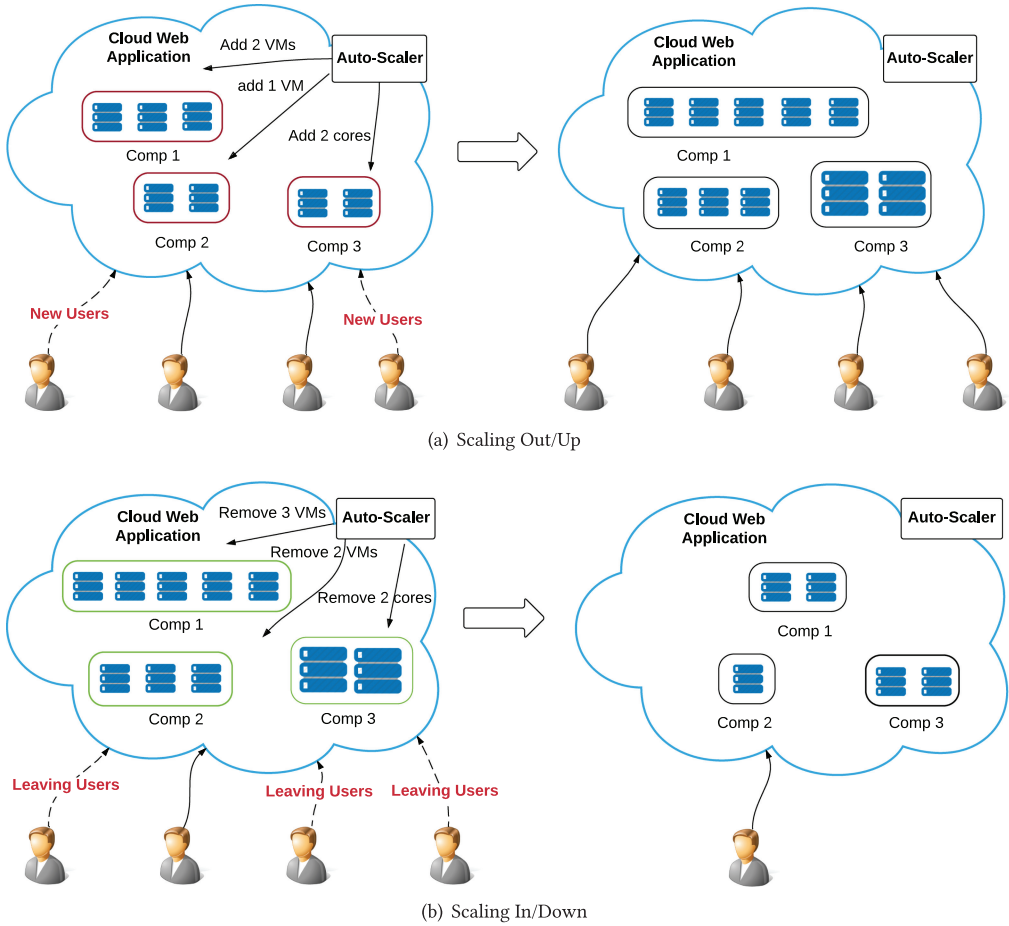 Cloud Web
Application
Add 2 VMs
Auto-Scaler
add 1 VM
Add 2 cores
Comp 1
Comp 2
Comp 3
New Users
New Users
Cloud Web
Application
Auto-Scaler
Comp 1
Comp 2
Comp 3
(a) Scaling Out/Up
Cloud Web
Application
Remove 3 VMs
Auto-Scaler
Remove 2 VMs
Remove 2 cores
Comp 1
Comp 2
Comp 3
Leaving Users
Leaving Users
Leaving Users
Cloud Web
Application
Auto-Scaler
Comp 1
Comp 2
Comp 3
(b) Scaling In/Down